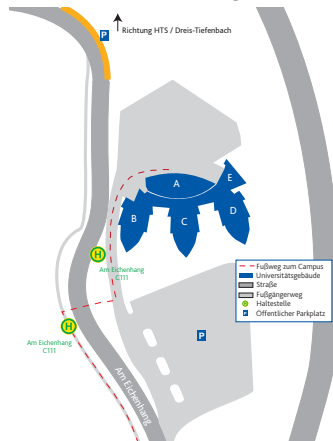 P
Richtung HTS / Dreis-Tiefenbach
A
E
B
C
D
H
Am Eichenhang
C111
H
Am Eichenhang
C111
P
Am Eichenhang
Fußweg zum Campus
Universitätsgebäude
Straße
Fußgängerweg
H Haltestelle
P Öffentlicher Parkplatz